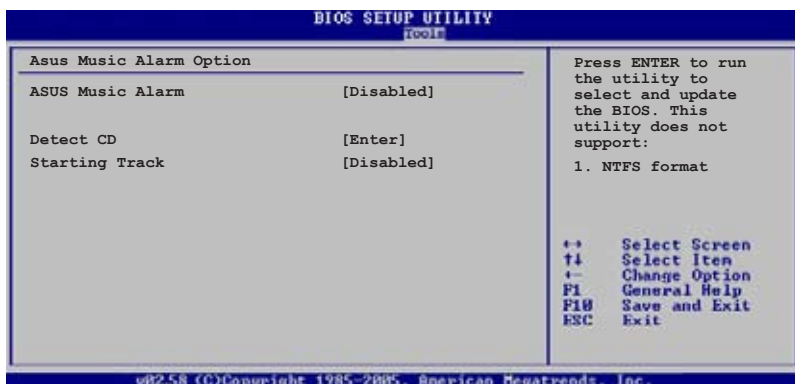 BIOS SETUP UTILITY
Tools
Asus Music Alarm Option
ASUS Music Alarm [Disabled]
Detect CD [Enter]
Starting Track [Disabled]
Press ENTER to run
the utility to
select and update
the BIOS. This
utility does not
support:
1. NTFS format
↔ Select Screen
↑↓ Select Item
+- Change Option
F1 General Help
F10 Save and Exit
ESC Exit
v02.58 (C)Copyright 1985-2005, American Megatrends, Inc.